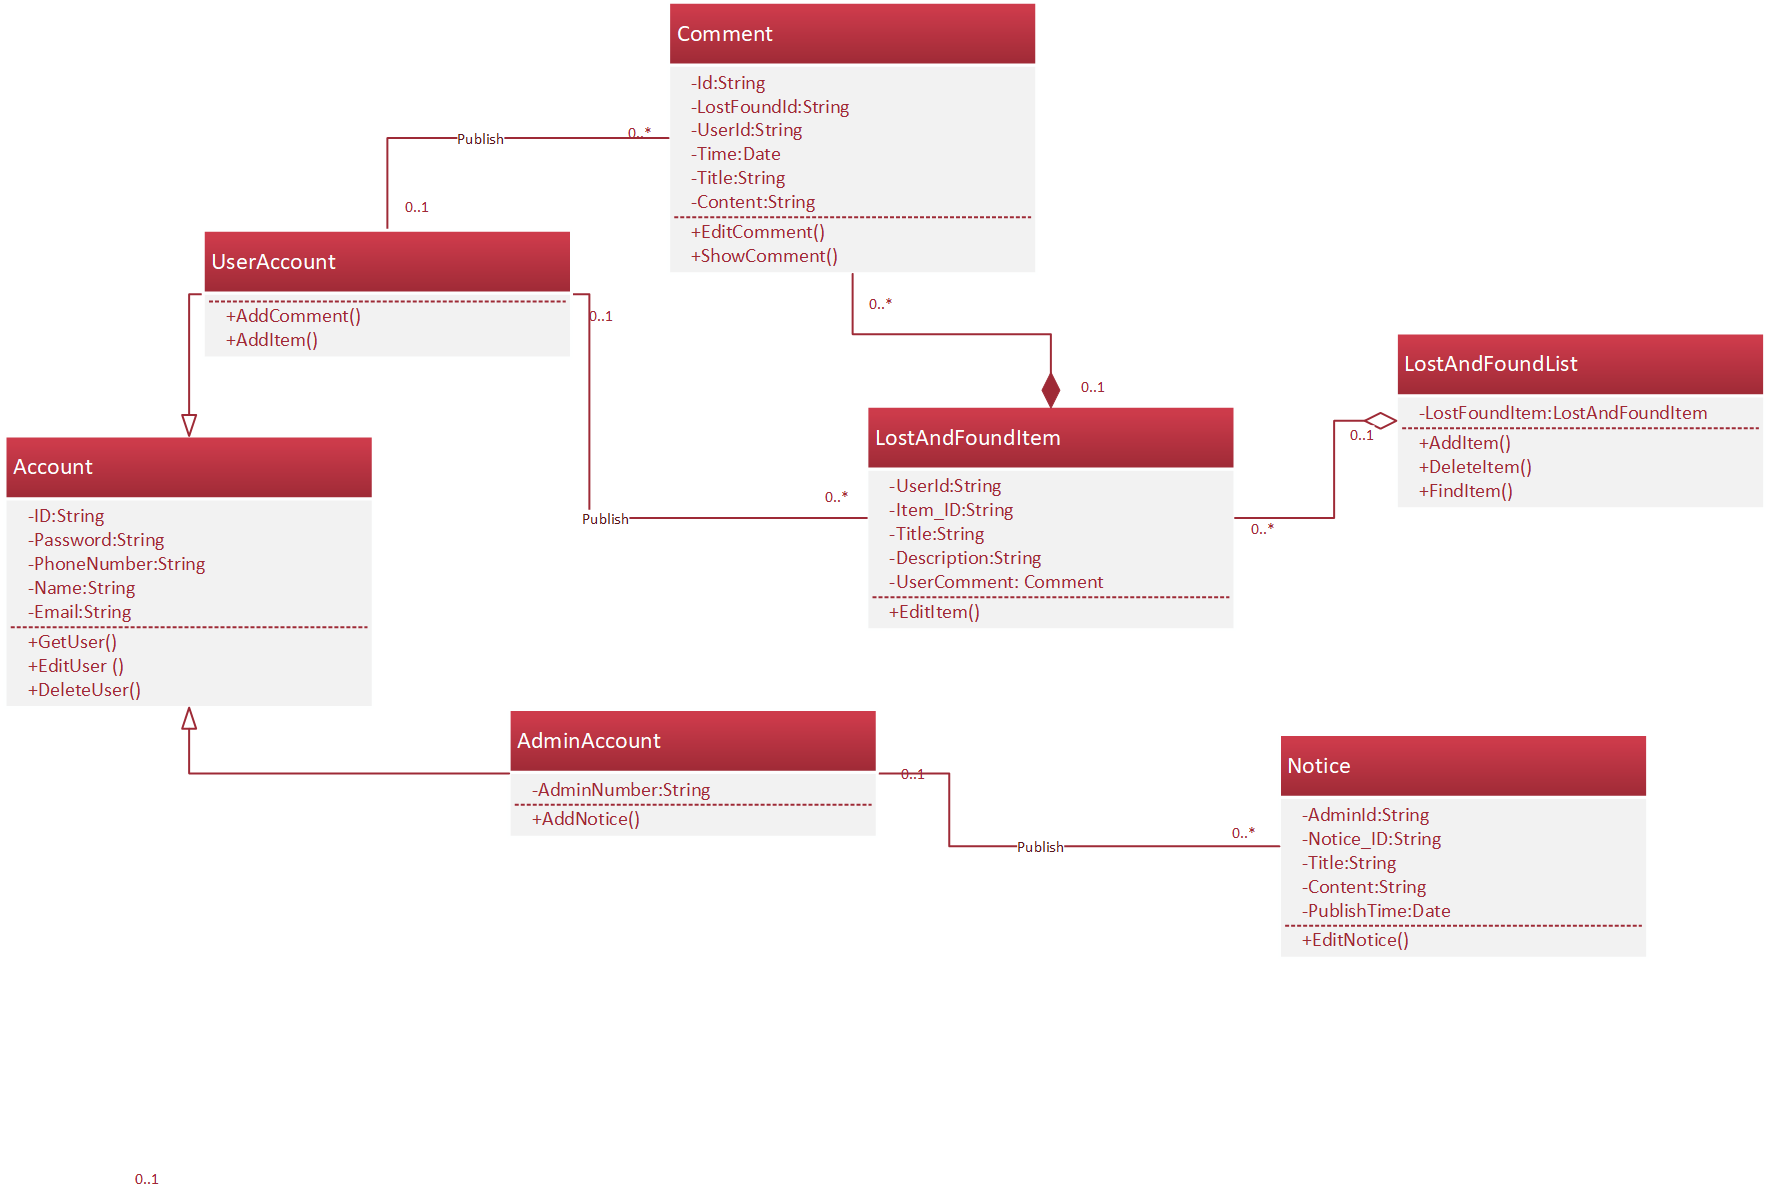 Comment
-Id:String
-LostFoundId:String
-UserId:String
-Time:Date
-Title:String
-Content:String
+EditComment()
+ShowComment()
Publish
0..*
0..1
UserAccount
+AddComment()
+AddItem()
0..1
0..*
0..1
LostAndFoundList
-LostFoundItem:LostAndFoundItem
+AddItem()
+DeleteItem()
+FindItem()
0..1
0..*
LostAndFoundItem
-UserId:String
-Item_ID:String
-Title:String
-Description:String
-UserComment: Comment
+EditItem()
0..*
Publish
Account
-ID:String
-Password:String
-PhoneNumber:String
-Name:String
-Email:String
+GetUser()
+EditUser ()
+DeleteUser()
AdminAccount
-AdminNumber:String
+AddNotice()
0..1
Publish
0..*
Notice
-AdminId:String
-Notice_ID:String
-Title:String
-Content:String
-PublishTime:Date
+EditNotice()
0..1